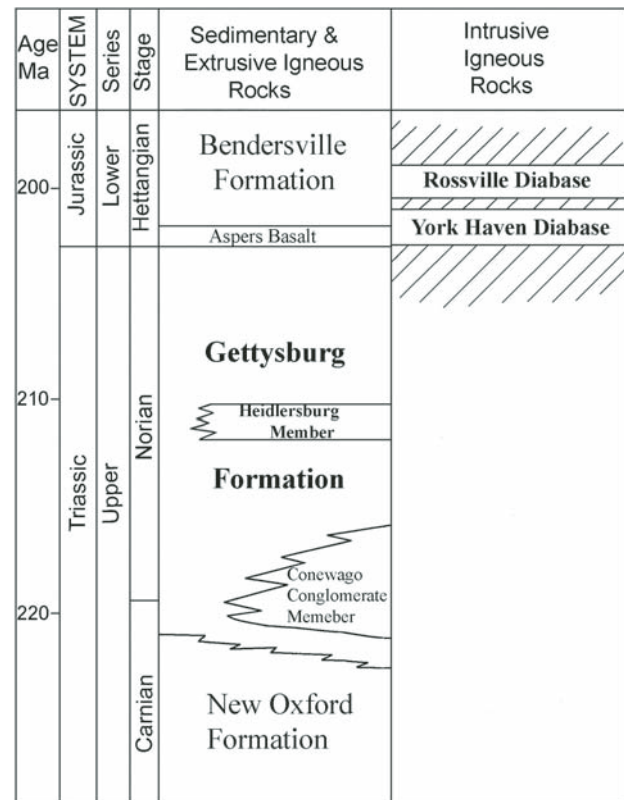 Age
Ma
SYSTEM
Series
Stage
Sedimentary &
Extrusive Igneous
Rocks
Intrusive
Igneous
Rocks
200
210
220
Jurassic
Triassic
Lower
Upper
Hettangian
Norian
Carnian
Bendersville
Formation
Aspers Basalt
Gettysburg
Heidlersburg
Member
Formation
Conewago
Conglomerate
Memeber
New Oxford
Formation
Rossville Diabase
York Haven Diabase